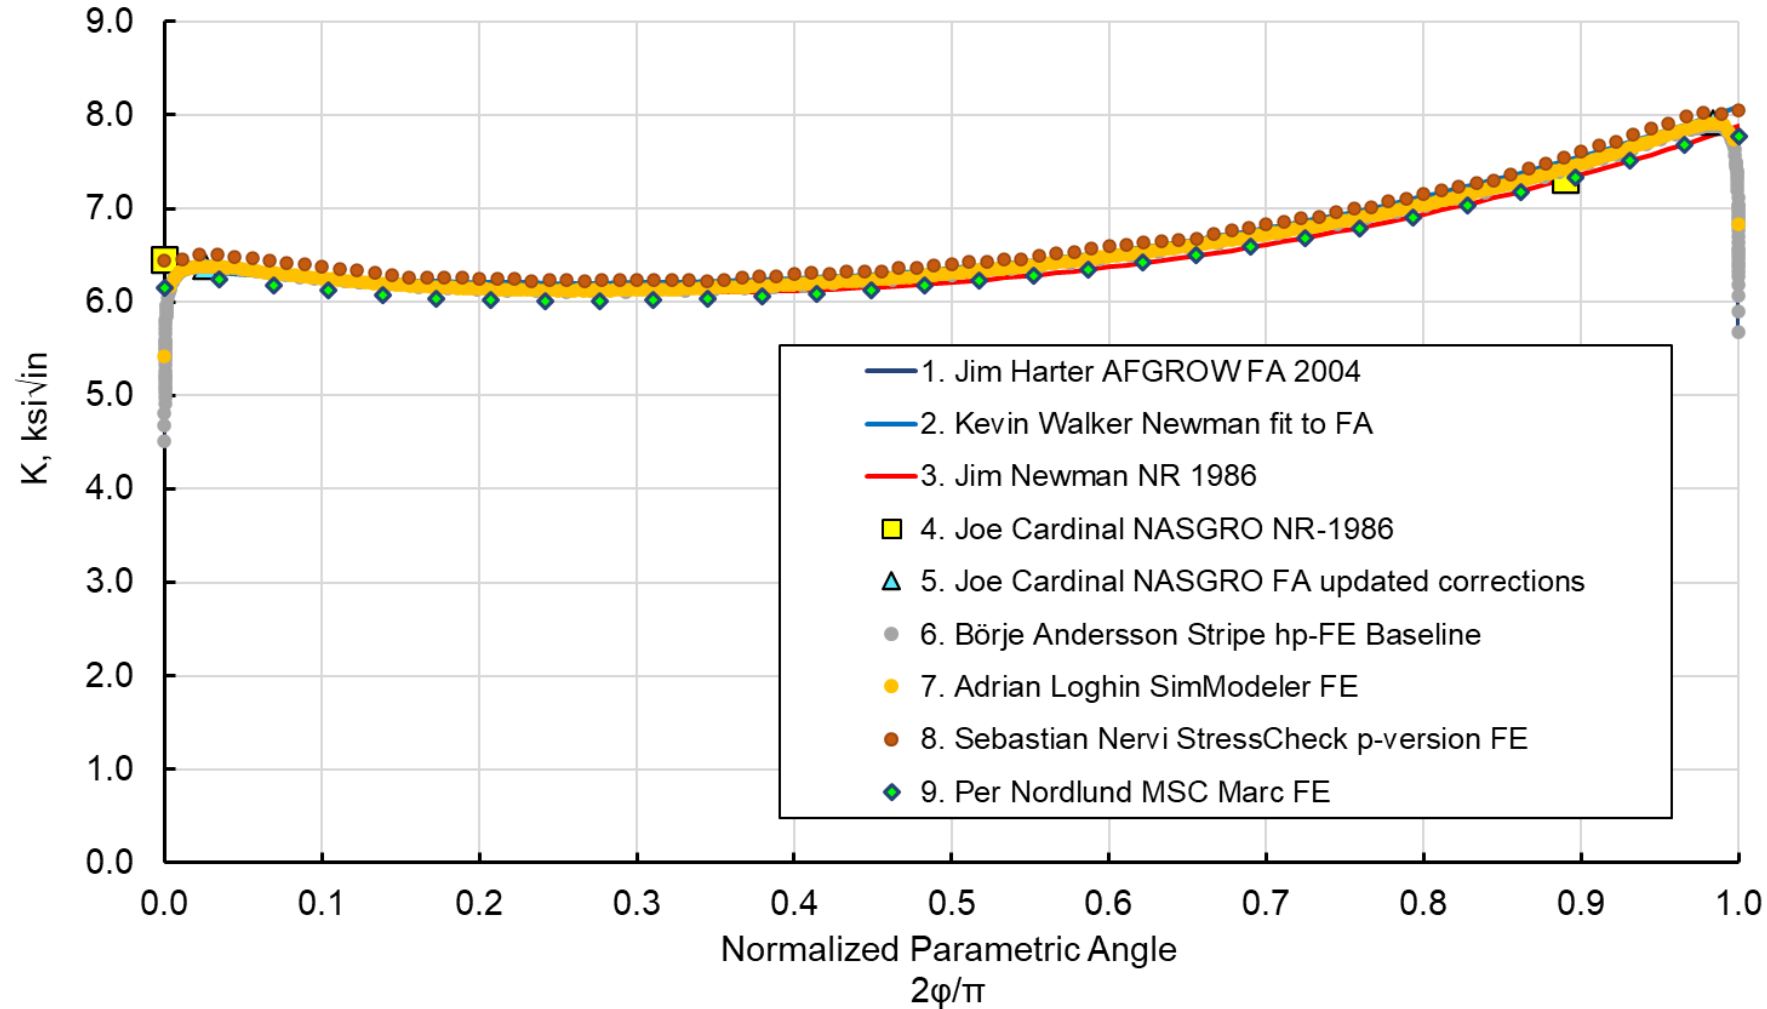 9.0
8.0
7.0
6.0
5.0
4.0
3.0
2.0
1.0
0.0
K, ksi√in
1. Jim Harter AFGROW FA 2004
2. Kevin Walker Newman fit to FA
3. Jim Newman NR 1986
4. Joe Cardinal NASGRO NR-1986
5. Joe Cardinal NASGRO FA updated corrections
6. Börje Andersson Stripe hp-FE Baseline
7. Adrian Loghin SimModeler FE
8. Sebastian Nervi StressCheck p-version FE
9. Per Nordlund MSC Marc FE
0.0 0.1 0.2 0.3 0.4 0.5 0.6 0.7 0.8 0.9 1.0
Normalized Parametric Angle
2φ/π